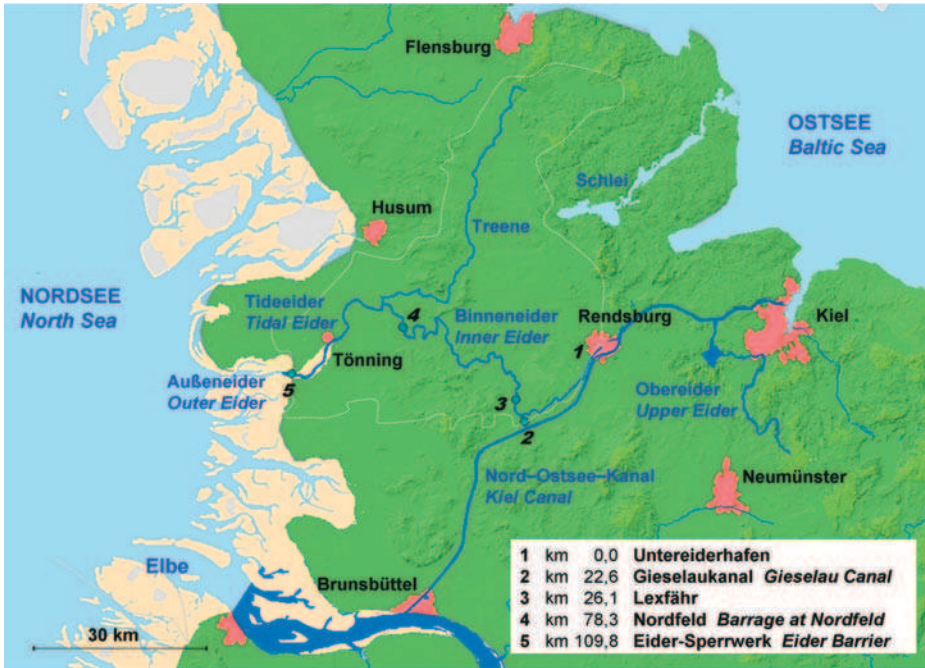 Flensburg
OSTSEE
Baltic Sea
Schlei
Husum
Treene
NORDSEE
North Sea
Tideeider
Tidal Eider
4
Binneneider
Inner Eider
Rendsburg
Kiel
1
Tönning
5
Außeneider
Outer Eider
3
2
Obereider
Upper Eider
Nord–Ostsee–Kanal
Kiel Canal
Neumünster
Elbe
Brunsbüttel
30 km
1 km 0,0 Untereiderhafen
2 km 22,6 Gieselaukanal Gieselau Canal
3 km 26,1 Lexfähr
4 km 78,3 Nordfeld Barrage at Nordfeld
5 km 109,8 Eider-Sperrwerk Eider Barrier